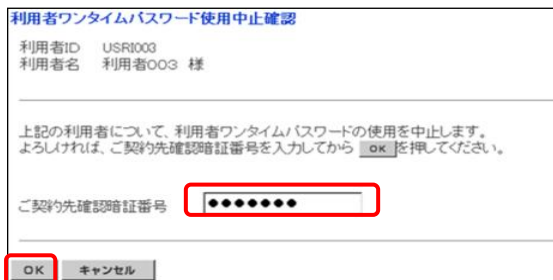 利用者ワンタイムパスワード使用中止確認
利用者ID USRI003
利用者名 利用者003 様
上記の利用者について、利用者ワンタイムパスワードの使用を中止します。
よろしければ、ご契約先確認暗証番号を入力してから OK を押してください。
ご契約先確認暗証番号 ●●●●●●●
OK キャンセル